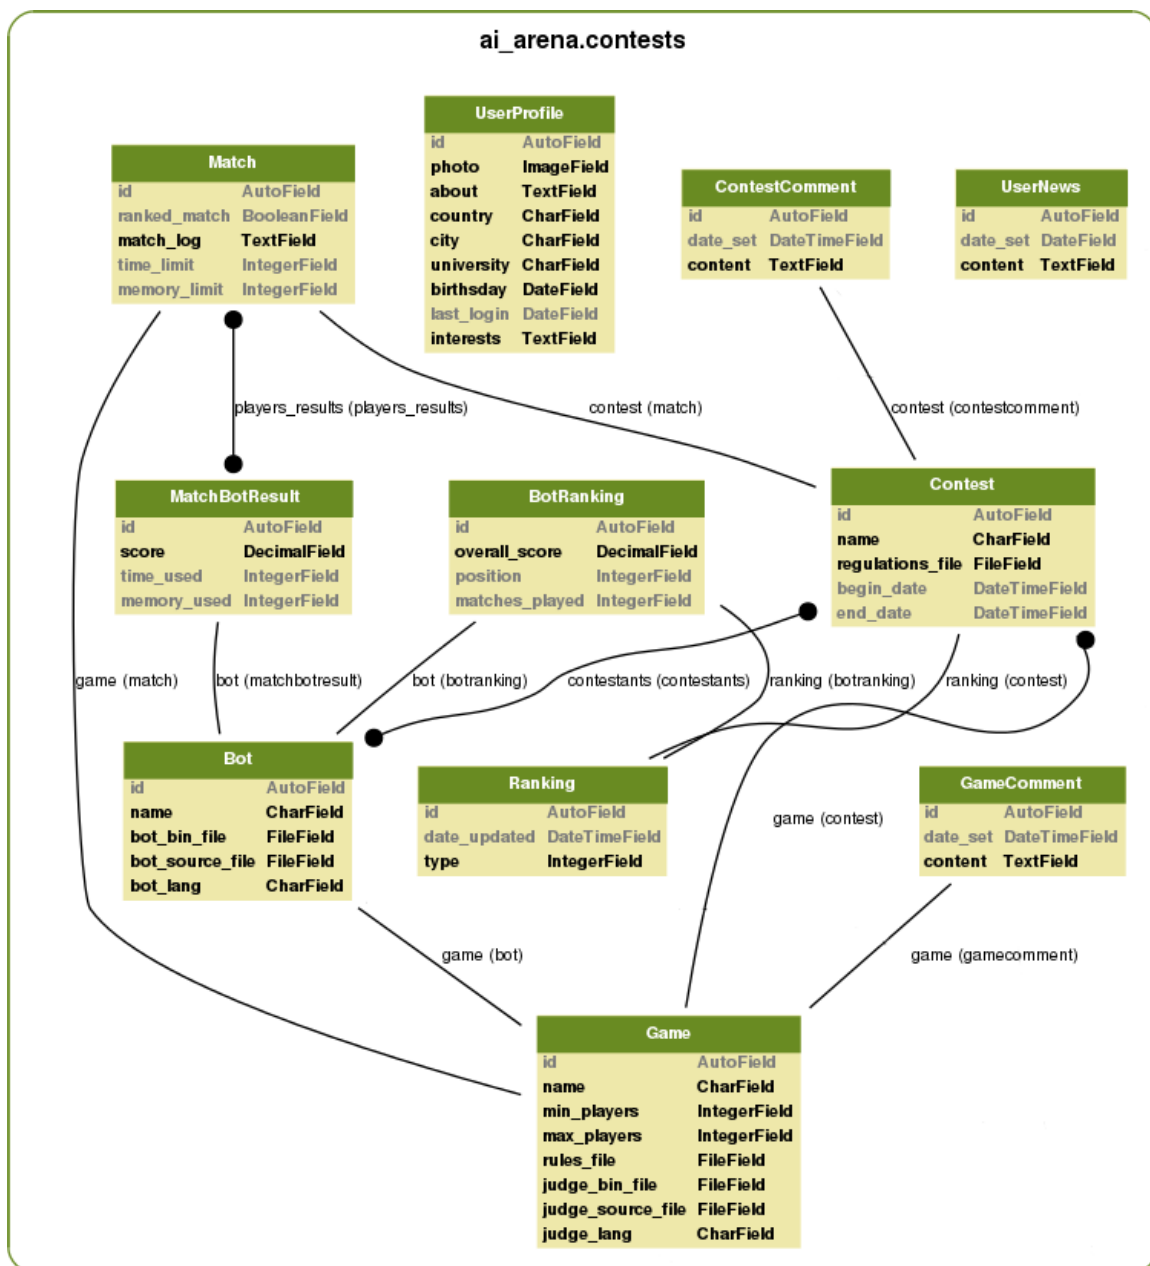 ai_arena.contests
UserProfile
id AutoField
photo ImageField
about TextField
country CharField
city CharField
university CharField
birthsday DateField
last_login DateField
interests TextField
Match
id AutoField
ranked_match BooleanField
match_log TextField
time_limit IntegerField
memory_limit IntegerField
ContestComment
id AutoField
date_set DateTimeField
content TextField
UserNews
id AutoField
date_set DateField
content TextField
players_results (players_results)
contest (match)
contest (contestcomment)
MatchBotResult
id AutoField
score DecimalField
time_used IntegerField
memory_used IntegerField
BotRanking
id AutoField
overall_score DecimalField
position IntegerField
matches_played IntegerField
Contest
id AutoField
name CharField
regulations_file FileField
begin_date DateTimeField
end_date DateTimeField
game (match)
bot (matchbotresult)
bot (botranking)
contestants (contestants)
ranking (botranking)
ranking (contest)
Bot
id AutoField
name CharField
bot_bin_file FileField
bot_source_file FileField
bot_lang CharField
Ranking
id AutoField
date_updated DateTimeField
type IntegerField
game (contest)
GameComment
id AutoField
date_set DateTimeField
content TextField
game (bot)
game (gamecomment)
Game
id AutoField
name CharField
min_players IntegerField
max_players IntegerField
rules_file FileField
judge_bin_file FileField
judge_source_file FileField
judge_lang CharField